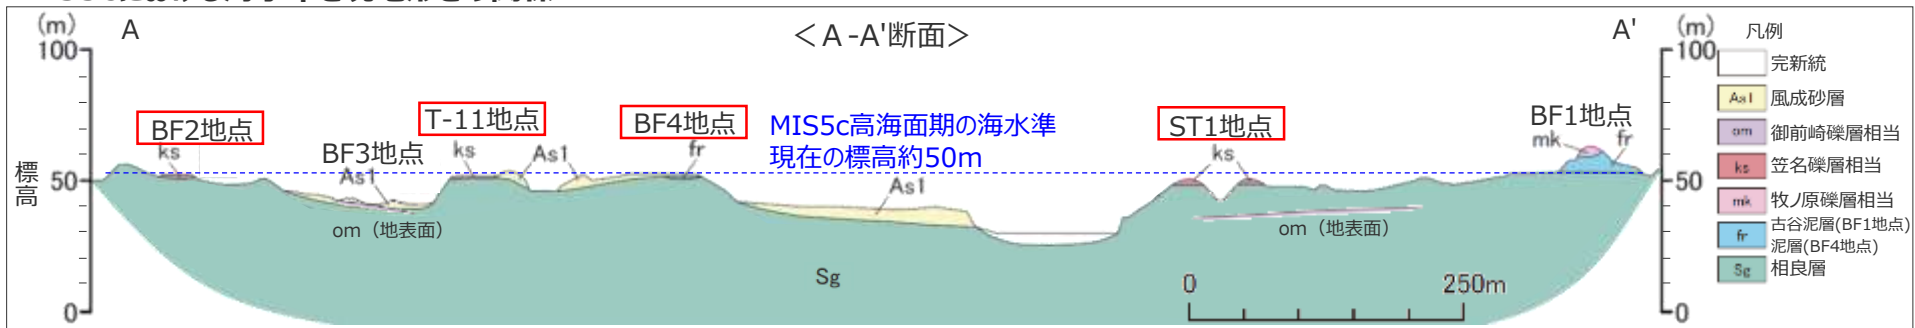 (m)
A
<A-A'断面>
A'
(m)
凡例
100
100
完新統
As1
風成砂層
BF2地点
T-11地点
BF4地点
MIS5c高海面期の海水準
現在の標高約50m
ST1地点
BF1地点
om
御前崎礫層相当
ks
BF3地点
ks
As1
fr
ks
mk
fr
ks
笠名礫層相当
標高
50
As1
As1
50
mk
牧ノ原礫層相当
om(地表面)
om(地表面)
fr
古谷泥層(BF1地点)
泥層(BF4地点)
Sg
0
250m
Sg
相良層
0
0